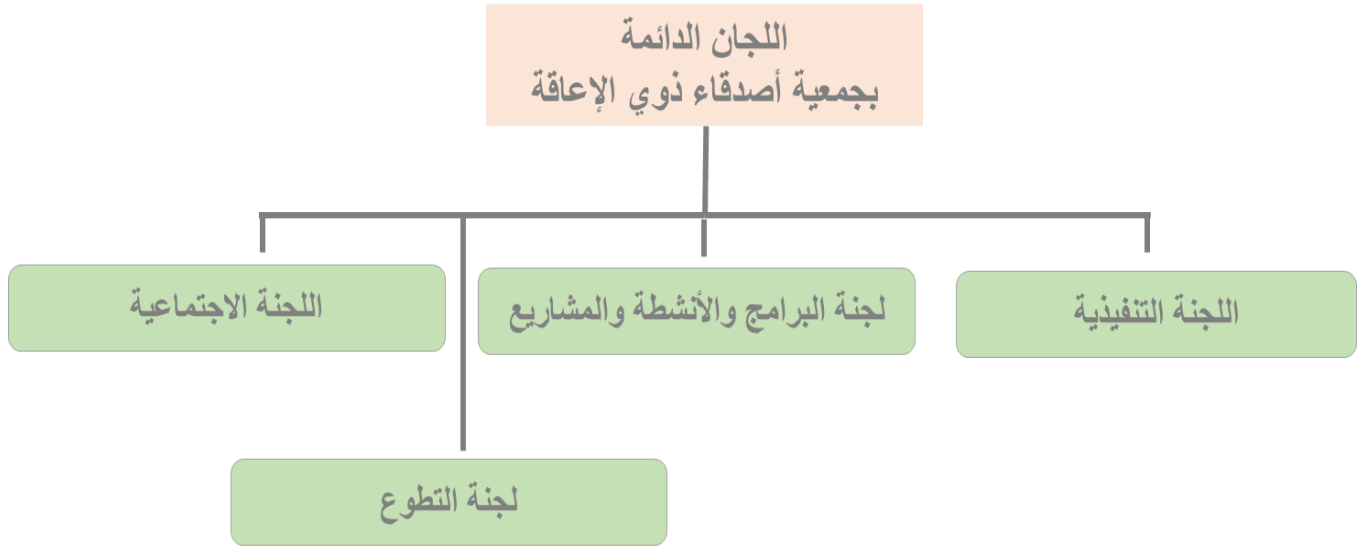 اللجان الدائمة
بجمعية أصدقاء ذوي الإعاقة
اللجنة التنفيذية
لجنة البرامج والأنشطة والمشاريع
اللجنة الاجتماعية
لجنة التطوع